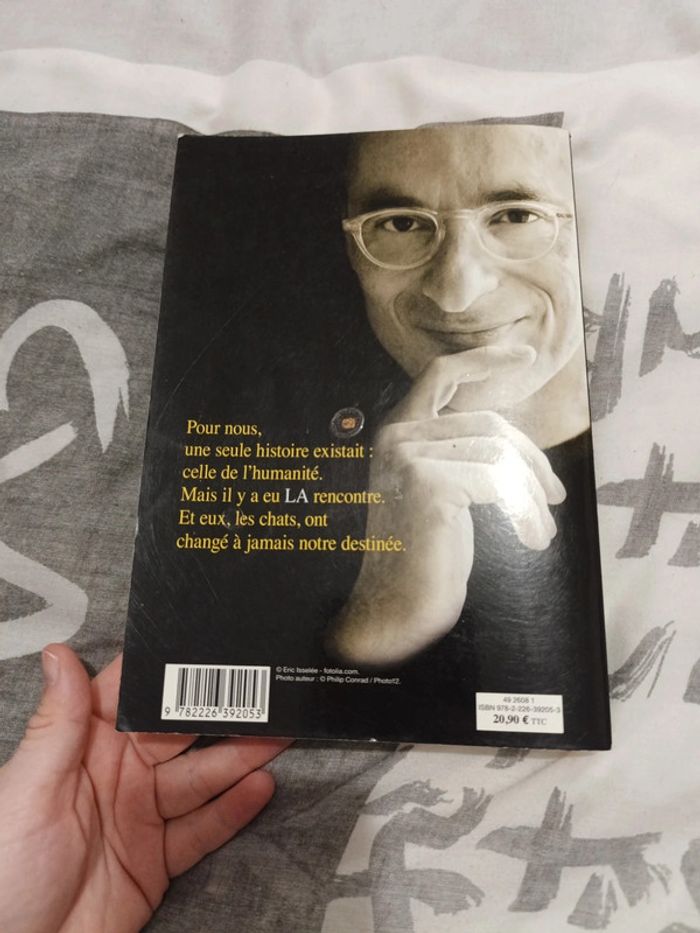 Pour nous,
une seule histoire existait :
celle de l'humanité.
Mais il y a eu LA rencontre.
Et eux, les chats, ont
changé à jamais notre destinée.
© Eric Isselée - fotolia.com.
Photo auteur : © Philip Conrad / Photo12.
9 782226 392053
49 2608 1
ISBN 978-2-226-39205-3
20,90 € TTC